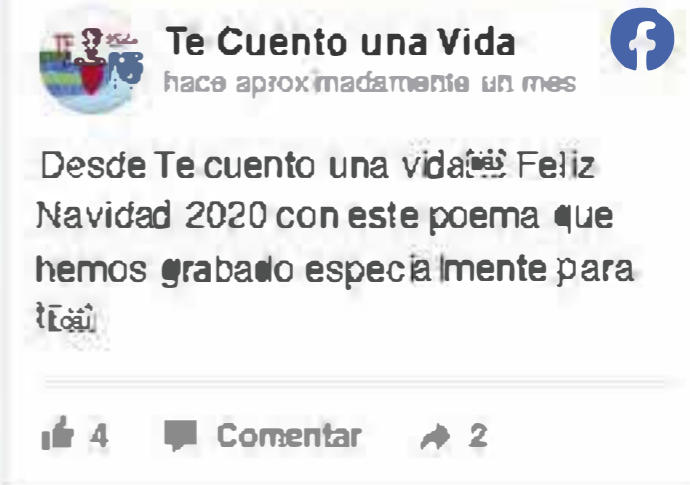 Te Cuento una Vida
hace aproximadamente un mes
Desde Te cuento una vida Feliz
Navidad 2020 con este poema que
hemos grabado especialmente para
4 Comentar 2